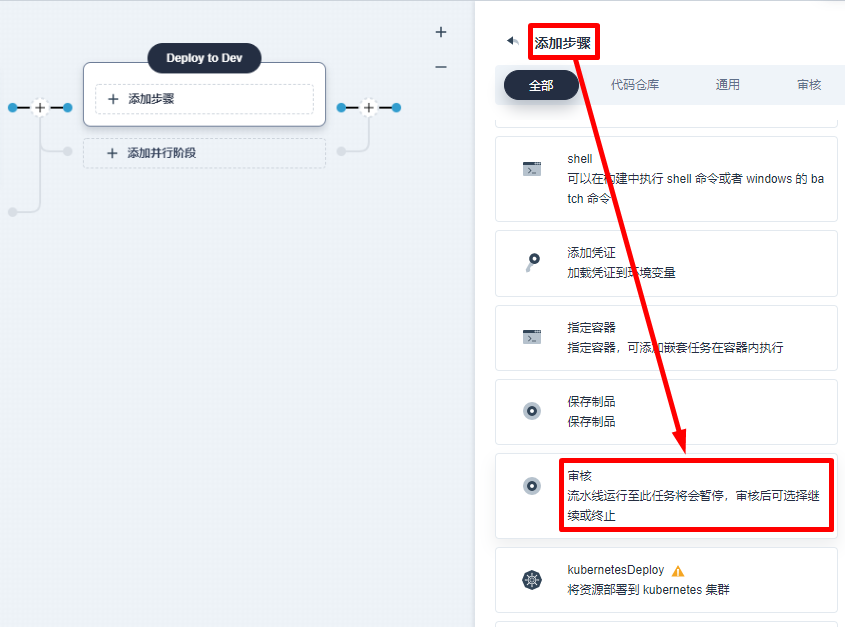 Deploy to Dev
添加步骤
添加并行阶段
添加步骤
全部
代码仓库
通用
审核
shell
可以在构建中执行 shell 命令或者 windows 的 ba
tch 命令
添加凭证
加载凭证到环境变量
指定容器
指定容器，可添加嵌套任务在容器内执行
保存制品
保存制品
审核
流水线运行至此任务将会暂停，审核后可选择继
续或终止
kubernetesDeploy
将资源部署到 kubernetes 集群